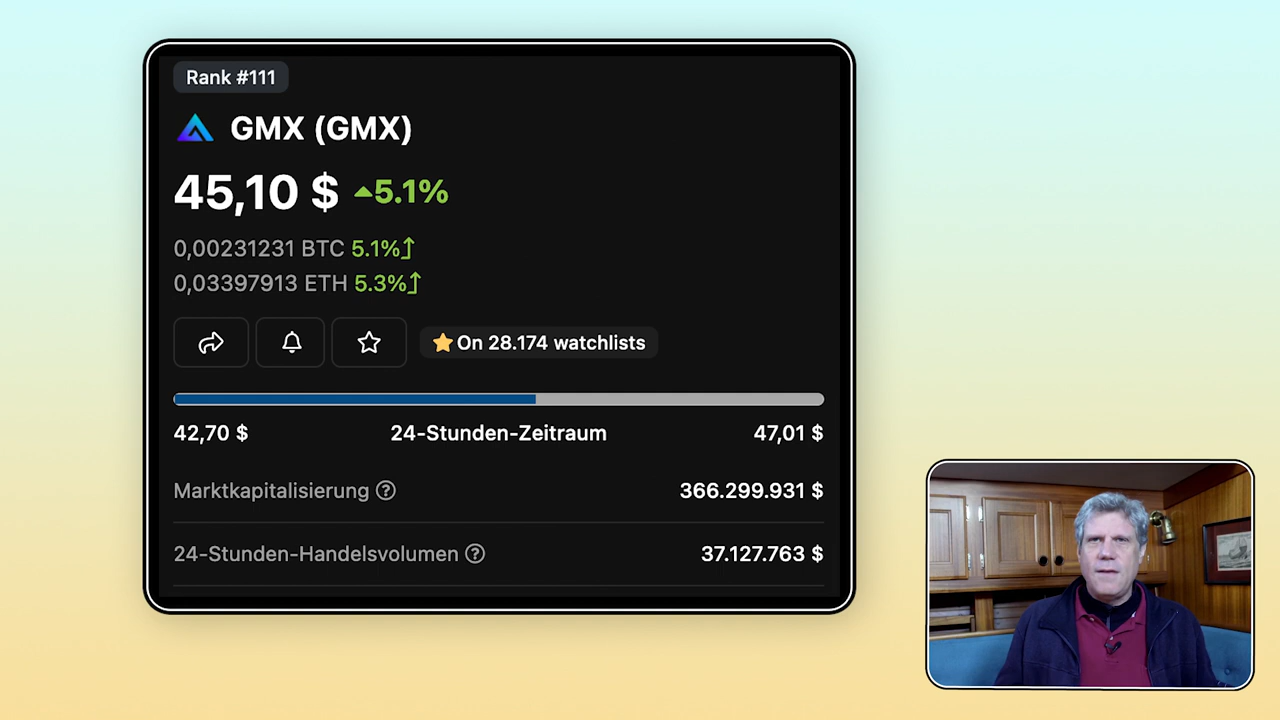 Rank #111
GMX (GMX)
45,10 $ 5.1%
0,00231231 BTC 5.1%
0,03397913 ETH 5.3%
On 28.174 watchlists
42,70 $ 24-Stunden-Zeitraum 47,01 $
Marktkapitalisierung ? 366.299.931 $
24-Stunden-Handelsvolumen ? 37.127.763 $